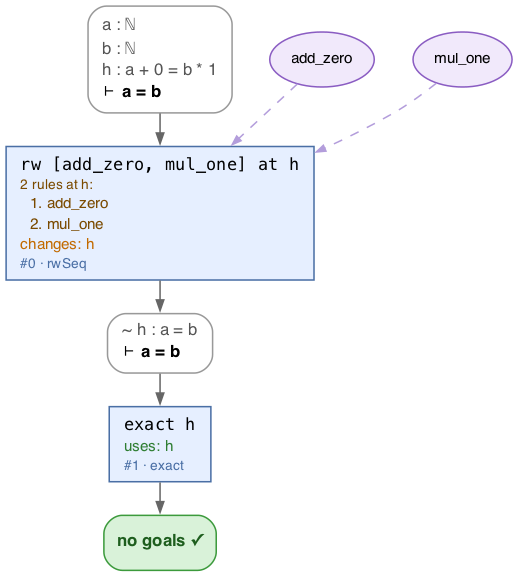 a : ℕ
b : ℕ
h : a + 0 = b * 1
⊢ a = b
add_zero
mul_one
rw [add_zero, mul_one] at h
2 rules at h:
1. add_zero
2. mul_one
changes: h
#0 · rwSeq
~ h : a = b
⊢ a = b
exact h
uses: h
#1 · exact
no goals ✓